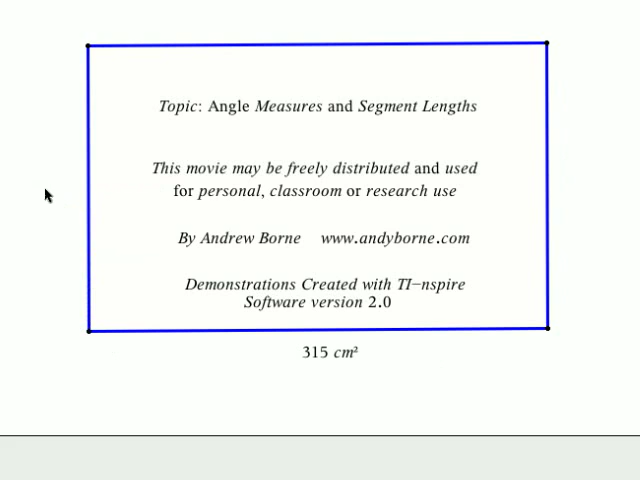 Topic: Angle Measures and Segment Lengths
This movie may be freely distributed and used
for personal, classroom or research use
By Andrew Borne www.andyborne.com
Demonstrations Created with TI−nspire
Software version 2.0
315 cm²